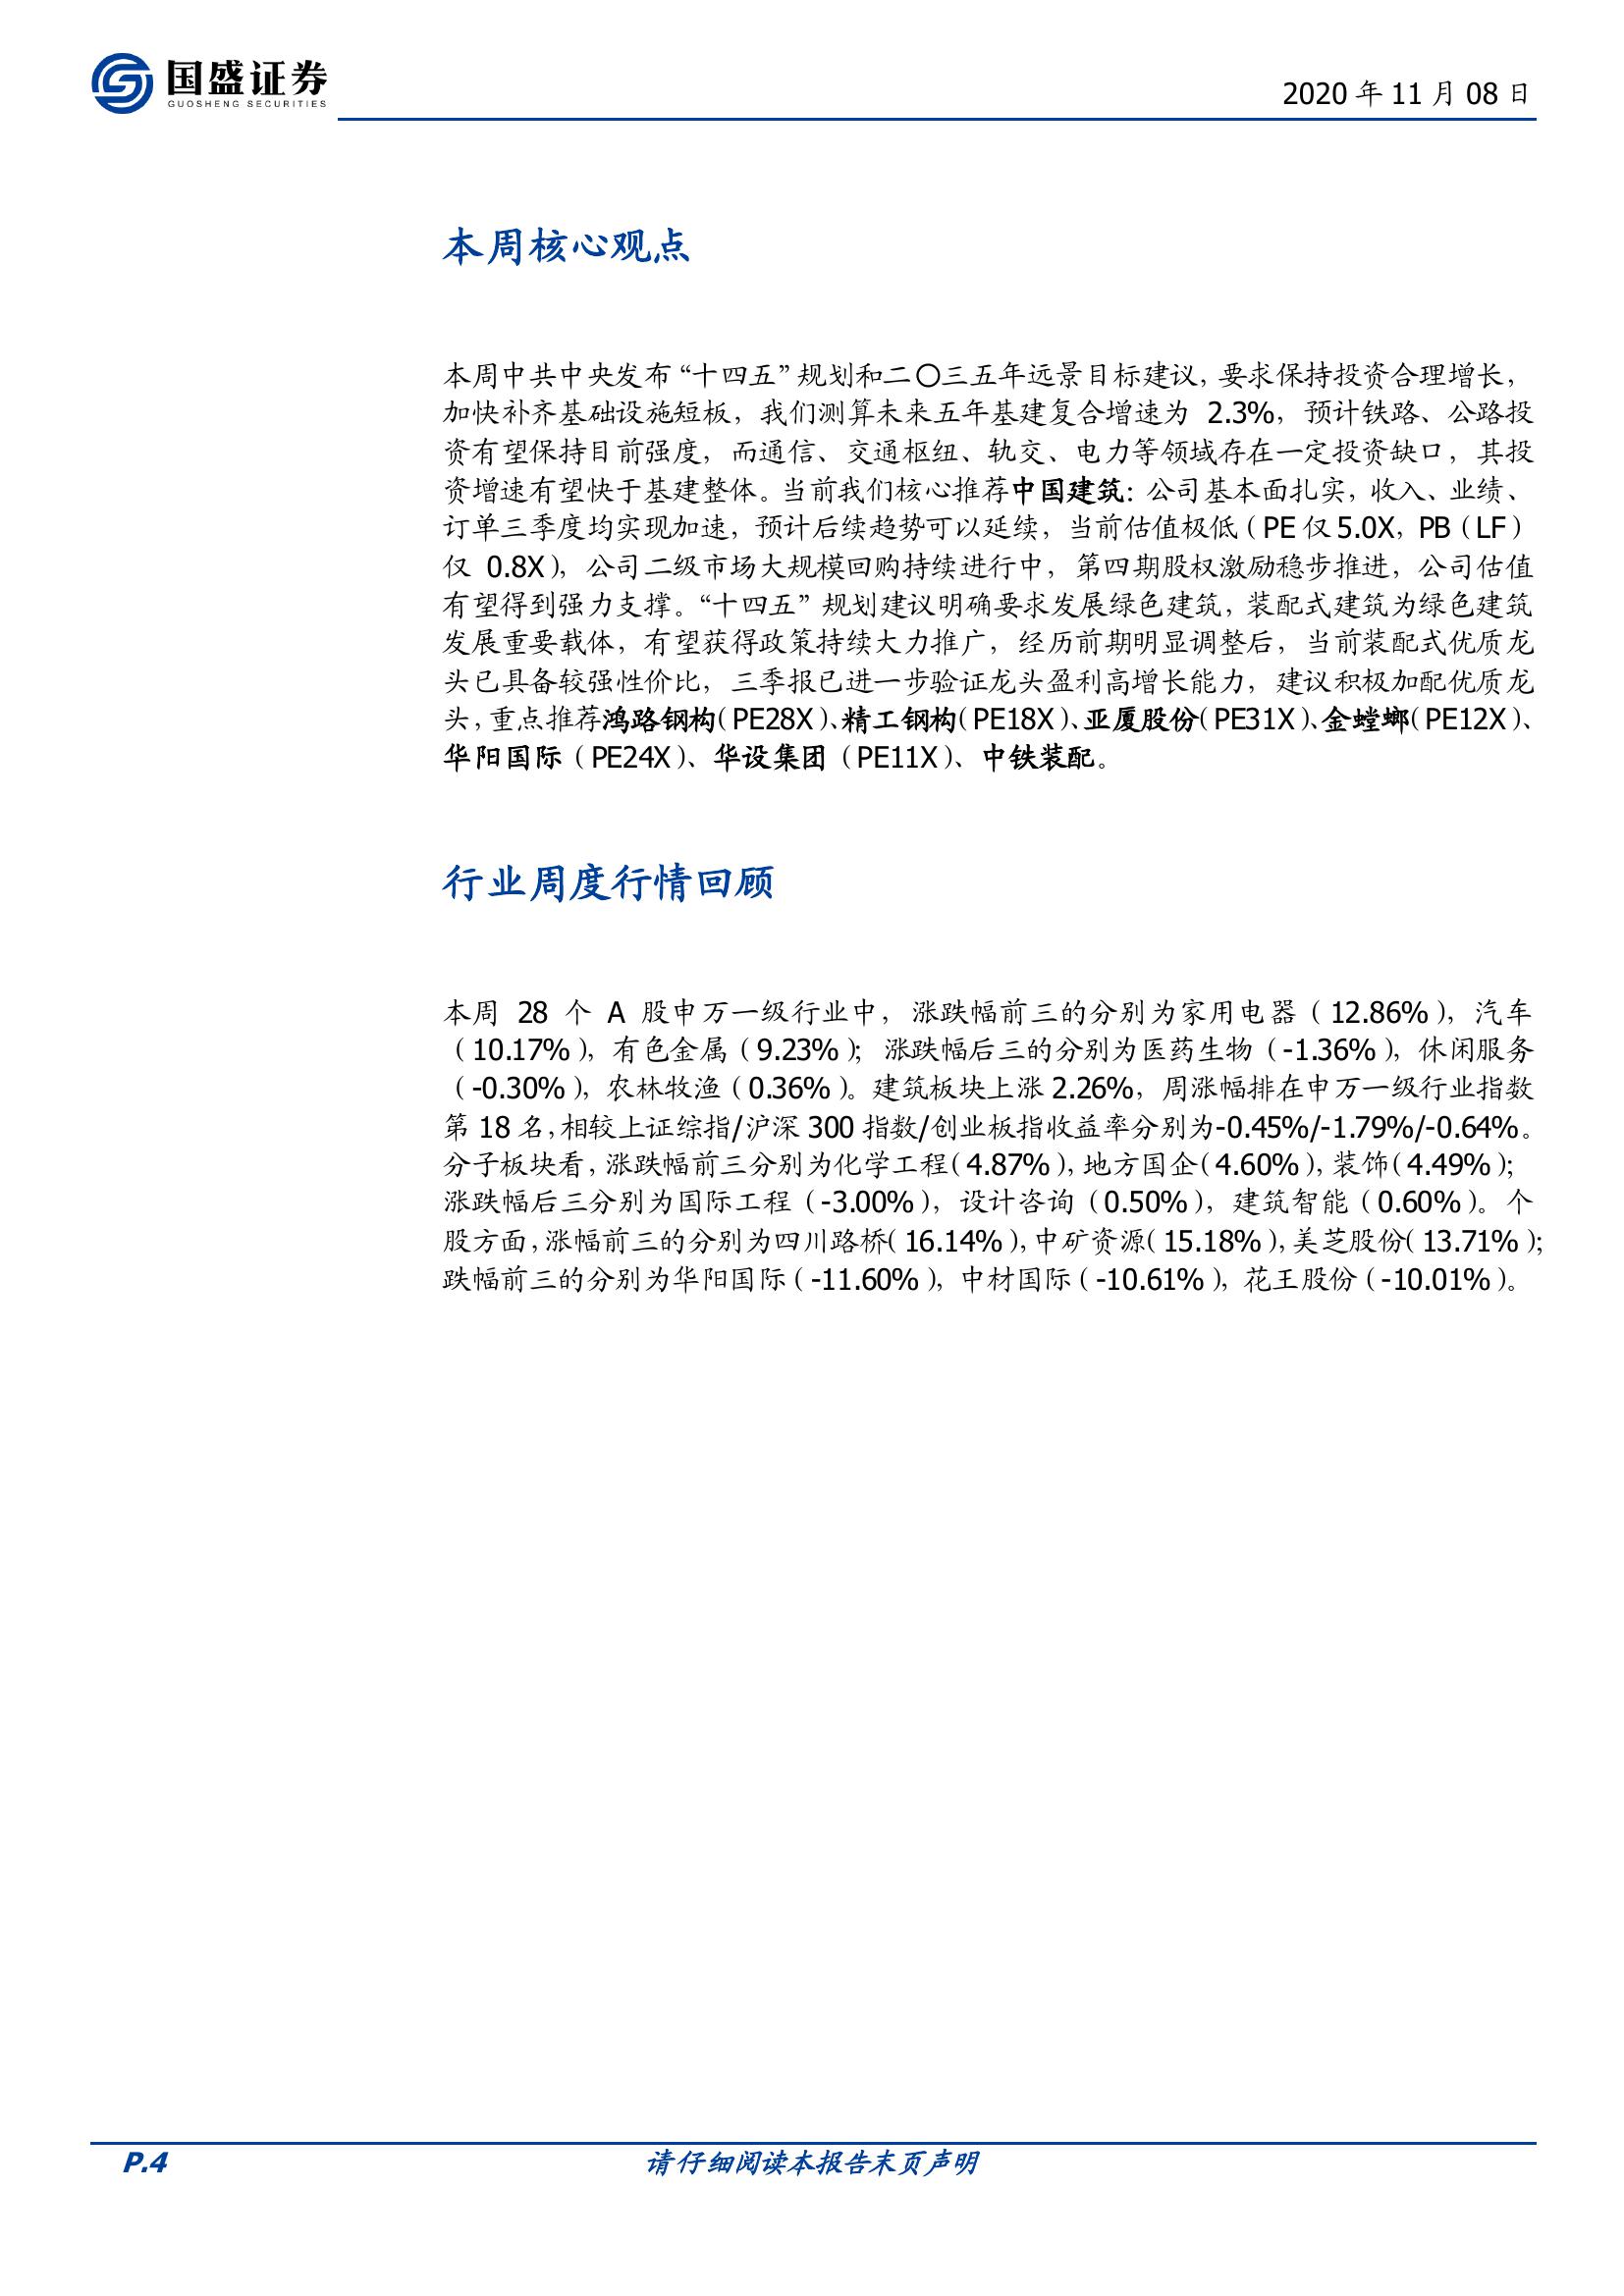 国盛证券
GUOSHENG SECURITIES
2020 年 11 月 08 日
本周核心观点
本周中共中央发布“十四五”规划和二〇三五年远景目标建议，要求保持投资合理增长，
加快补齐基础设施短板，我们测算未来五年基建复合增速为 2.3%，预计铁路、公路投
资有望保持目前强度，而通信、交通枢纽、轨交、电力等领域存在一定投资缺口，其投
资增速有望快于基建整体。当前我们核心推荐中国建筑：公司基本面扎实，收入、业绩、
订单三季度均实现加速，预计后续趋势可以延续，当前估值极低（PE 仅 5.0X，PB（LF）
仅 0.8X），公司二级市场大规模回购持续进行中，第四期股权激励稳步推进，公司估值
有望得到强力支撑。“十四五”规划建议明确要求发展绿色建筑，装配式建筑为绿色建筑
发展重要载体，有望获得政策持续大力推广，经历前期明显调整后，当前装配式优质龙
头已具备较强性价比，三季报已进一步验证龙头盈利高增长能力，建议积极加配优质龙
头，重点推荐鸿路钢构（PE28X）、精工钢构（PE18X）、亚厦股份（PE31X）、金螳螂（PE12X）、
华阳国际（PE24X）、华设集团（PE11X）、中铁装配。
行业周度行情回顾
本周 28 个 A 股申万一级行业中，涨跌幅前三的分别为家用电器（12.86%），汽车
（10.17%），有色金属（9.23%）；涨跌幅后三的分别为医药生物（-1.36%），休闲服务
（-0.30%），农林牧渔（0.36%）。建筑板块上涨 2.26%，周涨幅排在申万一级行业指数
第 18 名，相较上证综指/沪深 300 指数/创业板指收益率分别为-0.45%/-1.79%/-0.64%。
分子板块看，涨跌幅前三分别为化学工程（4.87%），地方国企（4.60%），装饰（4.49%）；
涨跌幅后三分别为国际工程（-3.00%），设计咨询（0.50%），建筑智能（0.60%）。个
股方面，涨幅前三的分别为四川路桥（16.14%），中矿资源（15.18%），美芝股份（13.71%）；
跌幅前三的分别为华阳国际（-11.60%），中材国际（-10.61%），花王股份（-10.01%）。
P.4
请仔细阅读本报告末页声明